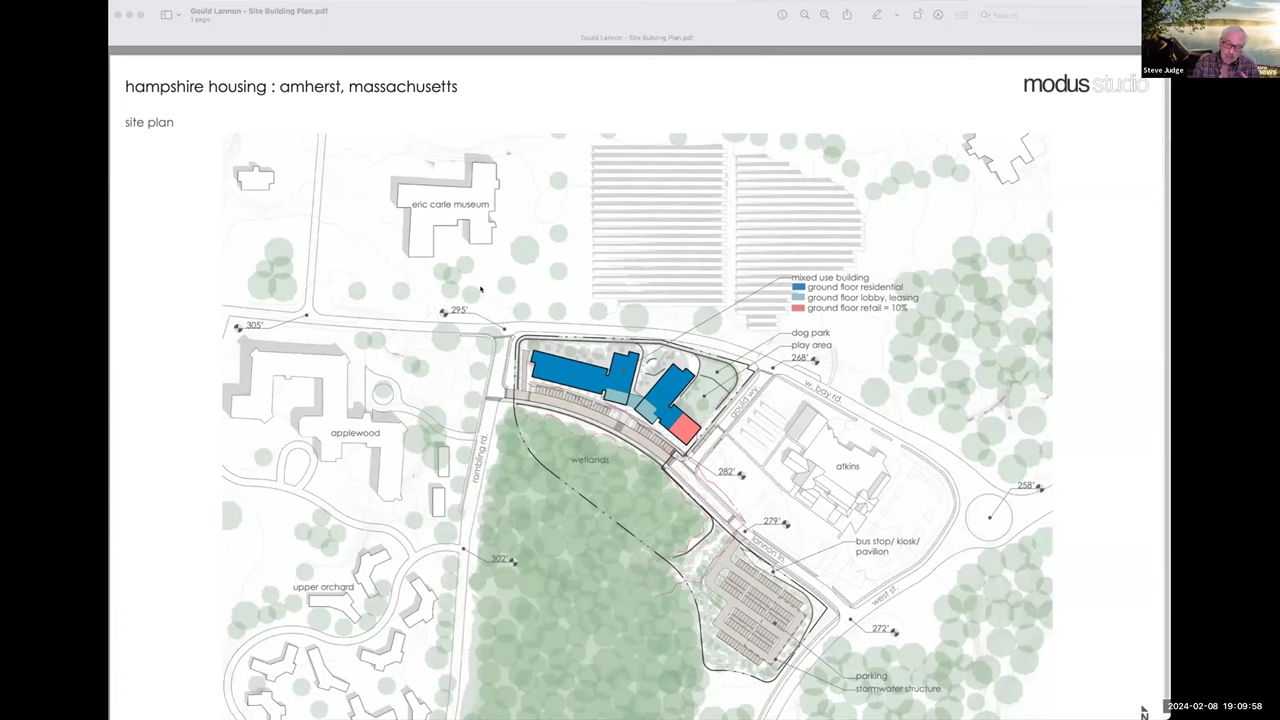 Gould Lannon - Site Building Plan.pdf
1 page
Search
Gould Lannon - Site Building Plan.pdf
Steve Judge
news
hampshire housing : amherst, massachusetts
modus studio
site plan
eric carle museum
mixed use building
ground floor residential
ground floor lobby, leasing
ground floor retail = 10%
305'
295'
dog park
play area
268'
w. bay rd.
gould wy.
applewood
rambling rd.
wetlands
atkins
282'
258'
279'
lannon
bus stop/ kiosk/
pavilion
302'
upper orchard
west st.
272'
parking
stormwater structure
N
2024-02-08 19:09:58